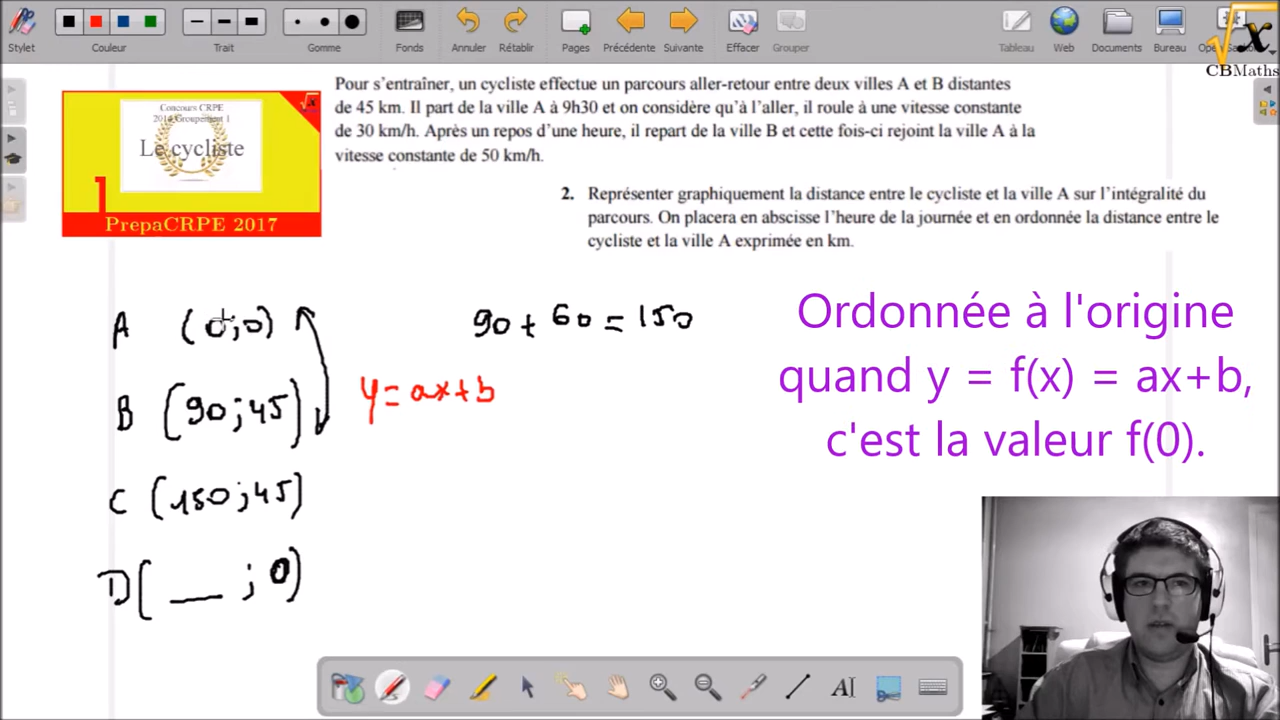 Stylet
Couleur
Trait
Gomme
Fonds
Annuler
Rétablir
Pages
Précédente
Suivante
Effacer
Grouper
Tableau
Web
Documents
Bureau
CBMaths
Concours CRPE
Le cycliste
1
PrepaCRPE 2017
Pour s'entraîner, un cycliste effectue un parcours aller-retour entre deux villes A et B distantes
de 45 km. Il part de la ville A à 9h30 et on considère qu'à l'aller, il roule à une vitesse constante
de 30 km/h. Après un repos d'une heure, il repart de la ville B et cette fois-ci rejoint la ville A à la
vitesse constante de 50 km/h.
2. Représenter graphiquement la distance entre le cycliste et la ville A sur l'intégralité du
parcours. On placera en abscisse l'heure de la journée et en ordonnée la distance entre le
cycliste et la ville A exprimée en km.
A (0;0)
B (90;45)
C (150;45)
D( __ ; 0)
90 + 60 = 150
y = ax + b
Ordonnée à l'origine
quand y = f(x) = ax+b,
c'est la valeur f(0).
AI